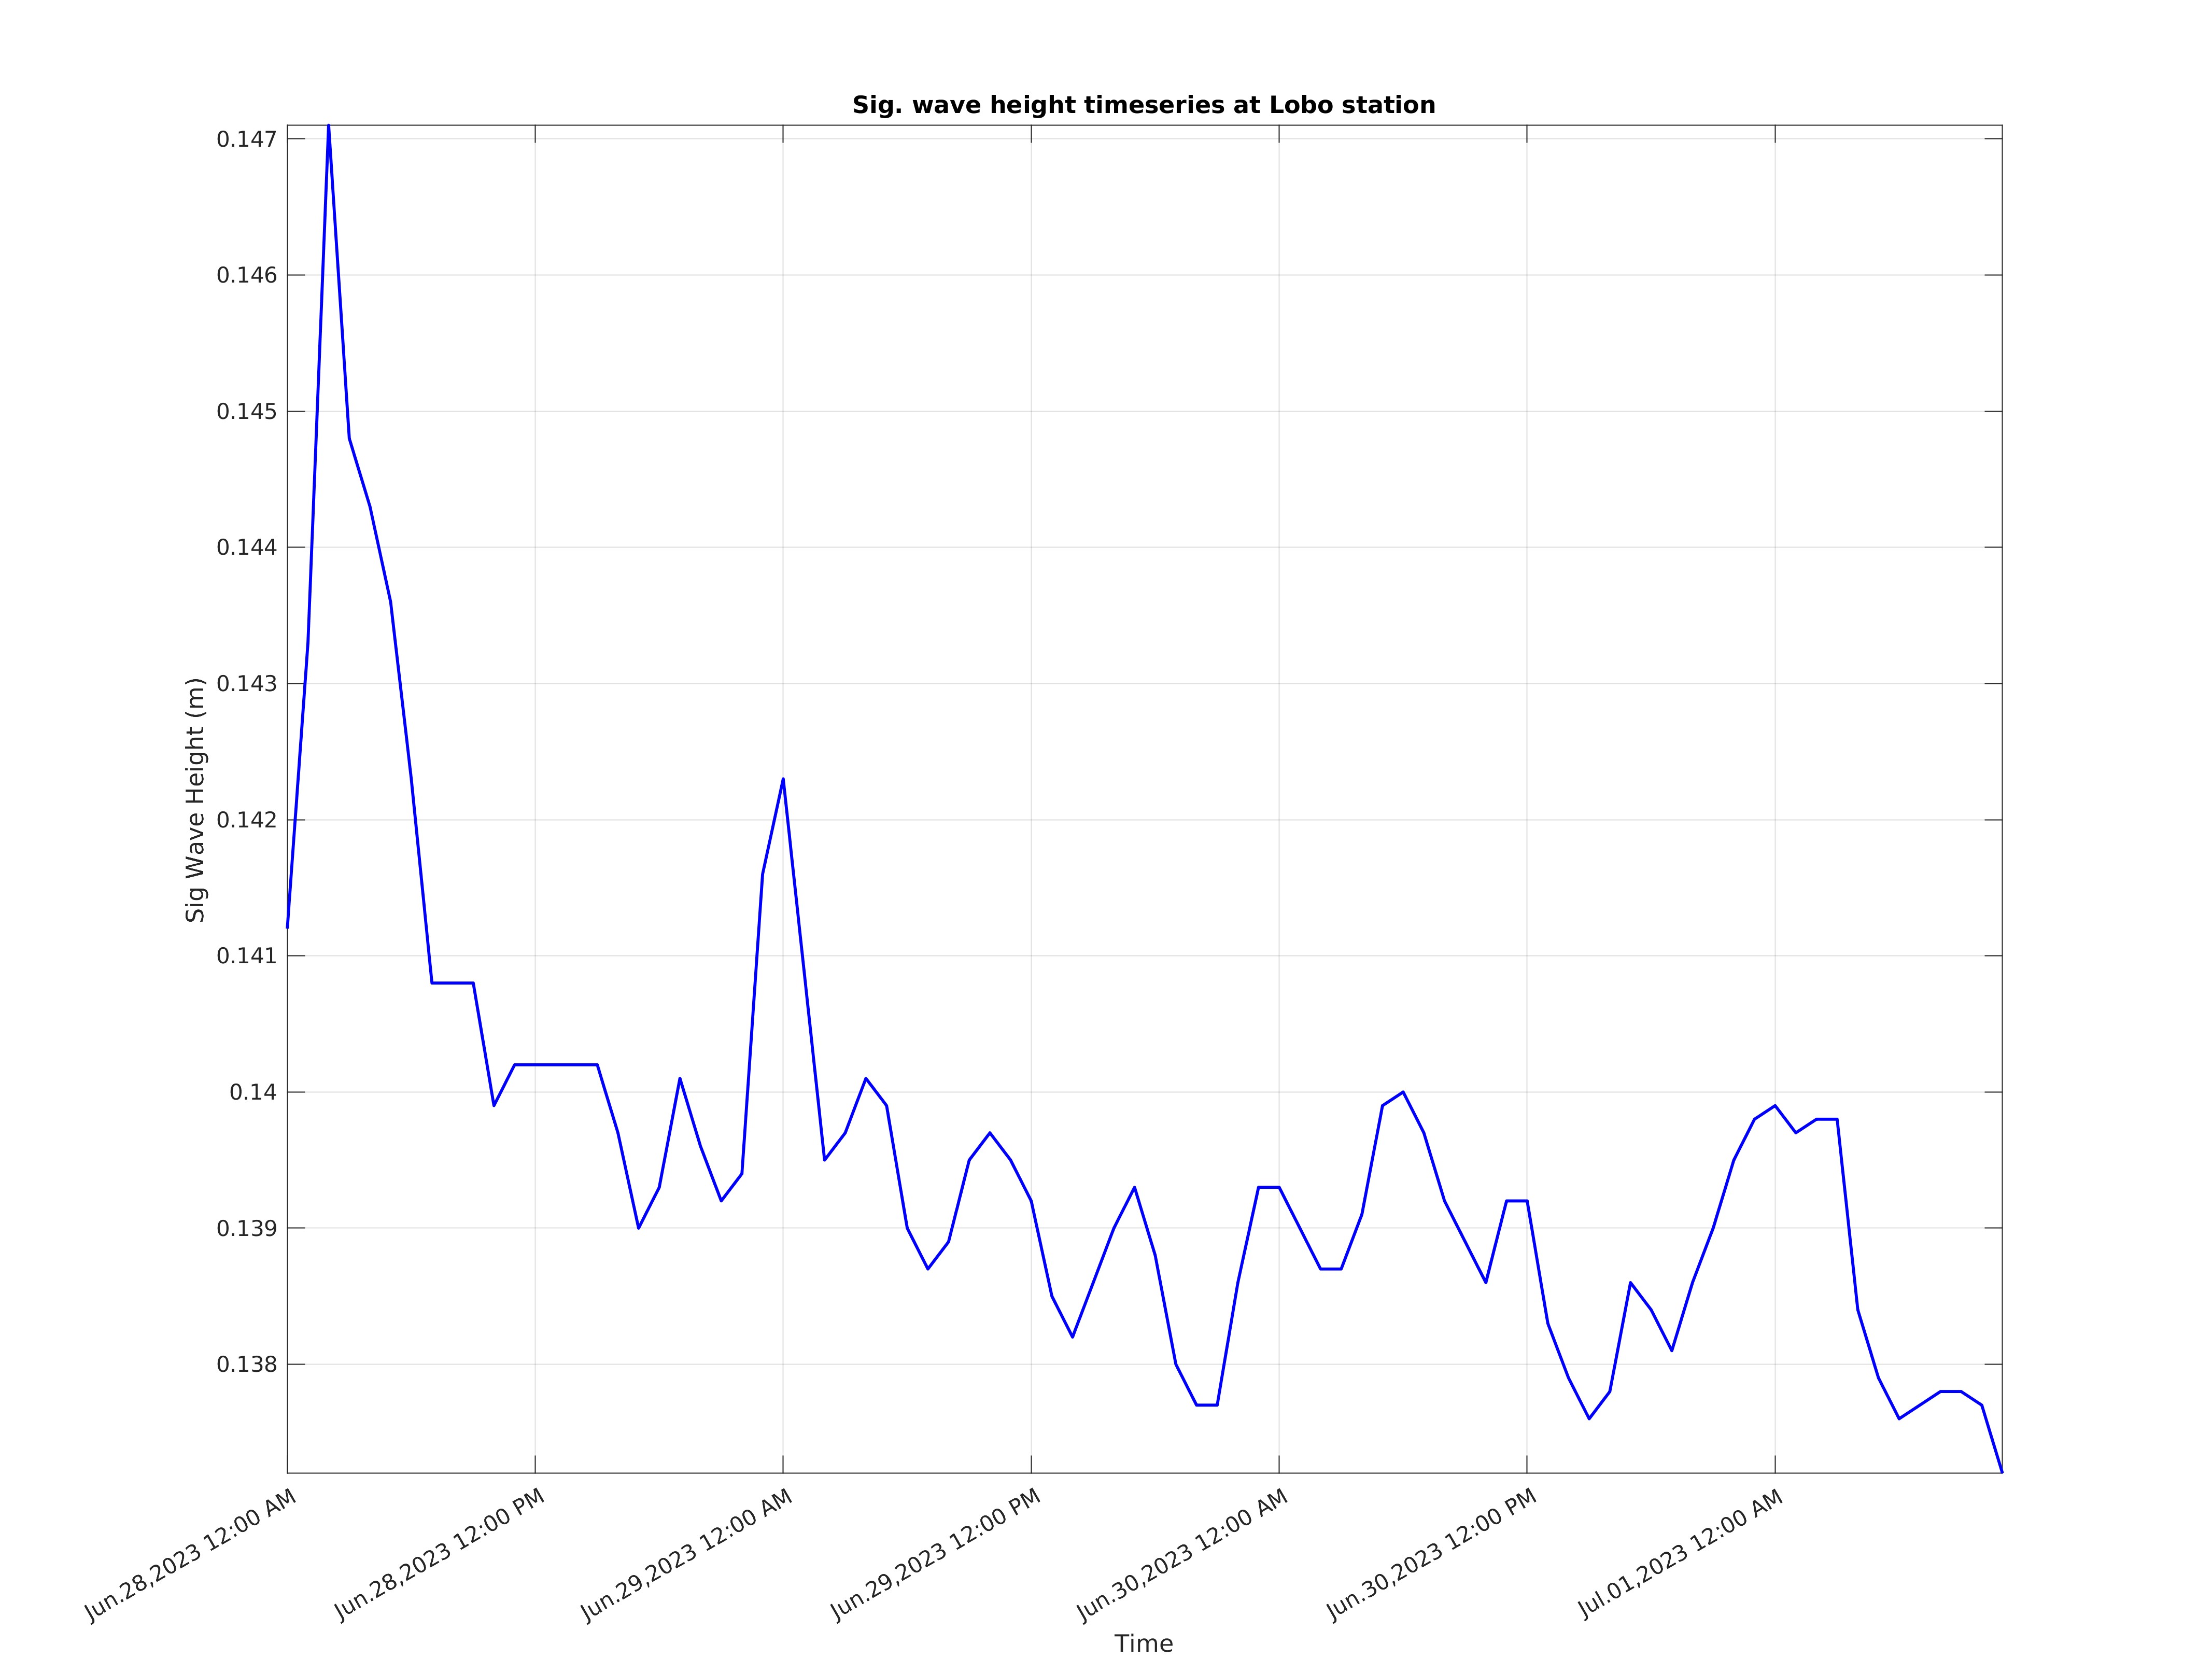 Sig. wave height timeseries at Lobo station
0.147
0.146
0.145
0.144
0.143
0.142
0.141
0.14
0.139
0.138
Sig Wave Height (m)
Jun.28,2023 12:00 AM
Jun.28,2023 12:00 PM
Jun.29,2023 12:00 AM
Jun.29,2023 12:00 PM
Jun.30,2023 12:00 AM
Jun.30,2023 12:00 PM
Jul.01,2023 12:00 AM
Time